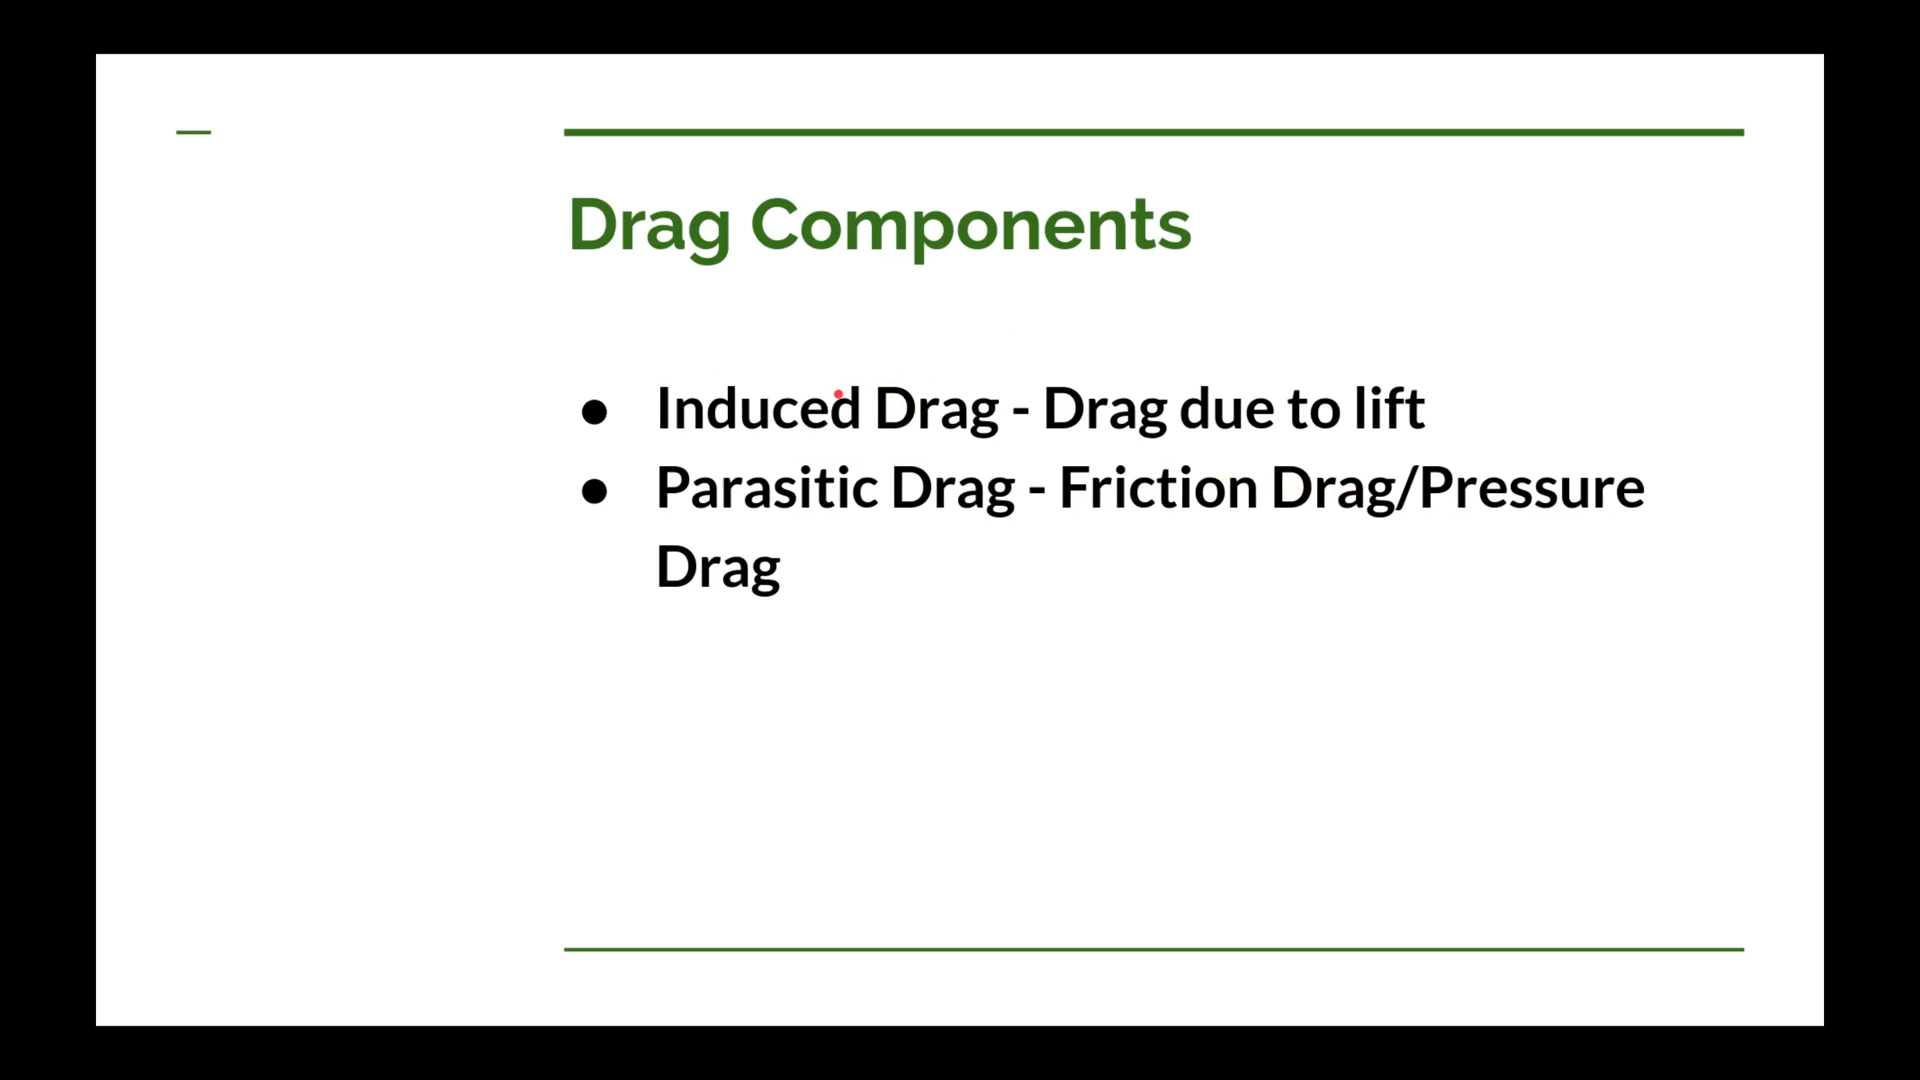 Drag Components
● Induced Drag - Drag due to lift
● Parasitic Drag - Friction Drag/Pressure
Drag